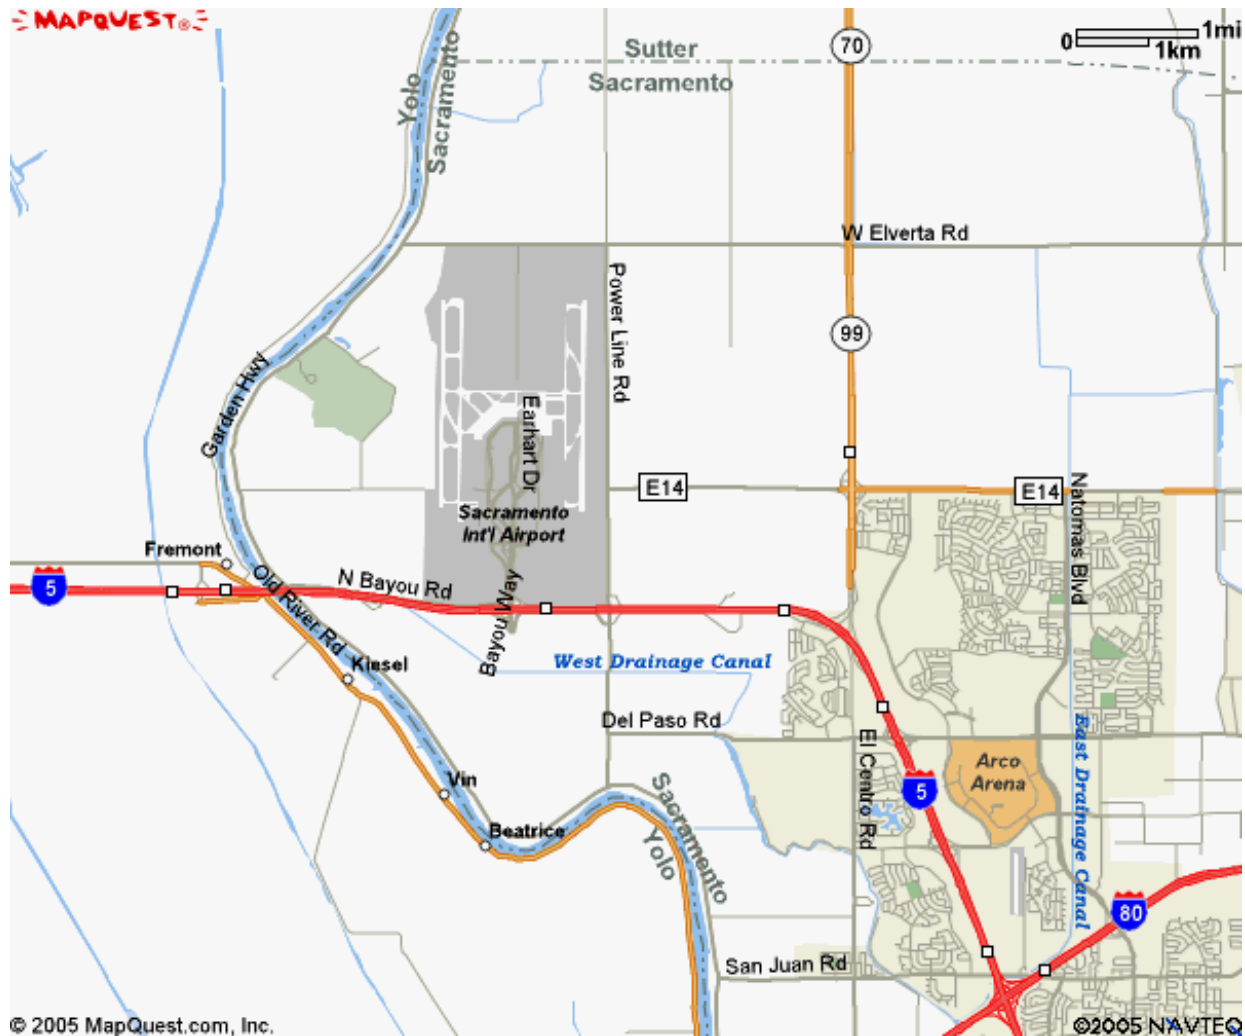 MAPQUEST®
0 1mi
1km
70
Sutter
Sacramento
Yolo
Sacramento
W Elverta Rd
Power Line Rd
99
Garden Hwy
Earhart Dr
E14
E14
Natomas Blvd
Sacramento
Int'l Airport
Fremont
5
N Bayou Rd
Old River Rd
Bayou Way
Kiesel
West Drainage Canal
Del Paso Rd
El Centro Rd
East Drainage Canal
Arco
Arena
5
Vin
Beatrice
Sacramento
Yolo
80
San Juan Rd
© 2005 MapQuest.com, Inc.
©2005 NAVTEQ